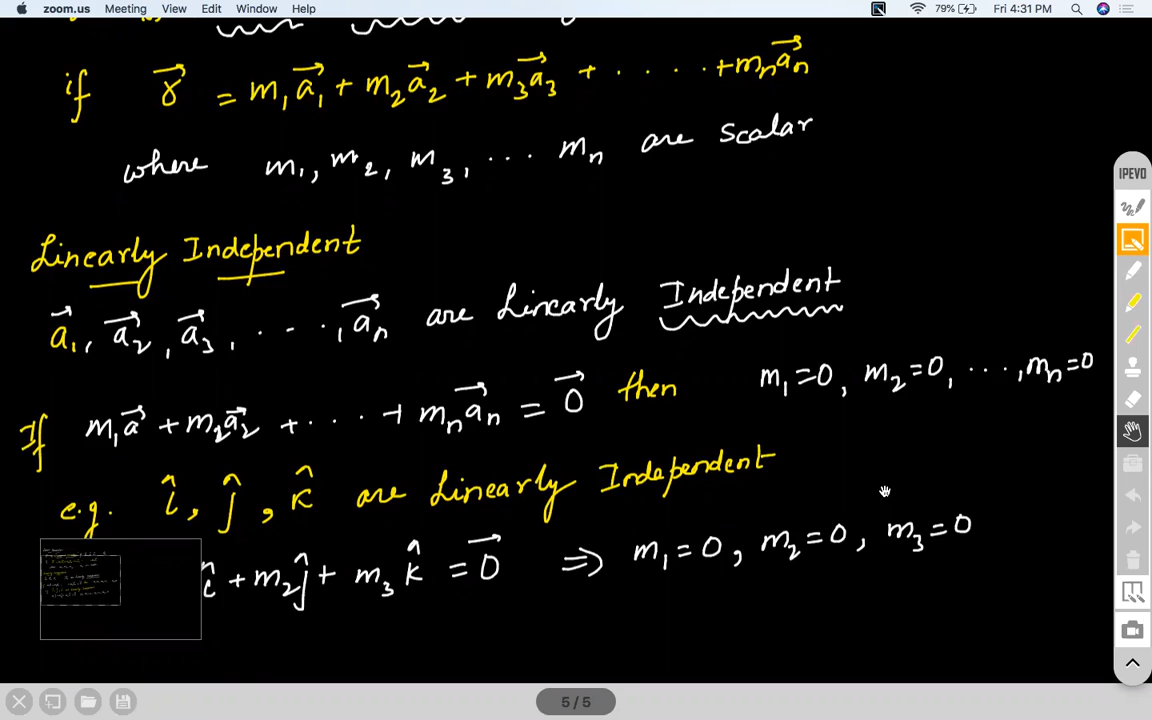 zoom.us Meeting View Edit Window Help 79% Fri 4:31 PM
if r⃗ = m₁a⃗₁ + m₂a⃗₂ + m₃a⃗₃ + ..... + mₙa⃗ₙ
where m₁, m₂, m₃, ... mₙ are scalar
IPEVO
Linearly Independent
a⃗₁, a⃗₂, a⃗₃, ...., a⃗ₙ are Linearly Independent
If m₁a⃗ + m₂a⃗₂ + ..... + mₙa⃗ₙ = 0⃗ then m₁=0, m₂=0, ..., mₙ=0
e.g. î, ĵ, k̂ are Linearly Independent
î + m₂ĵ + m₃k̂ = 0⃗ ⇒ m₁=0, m₂=0, m₃=0
5 / 5